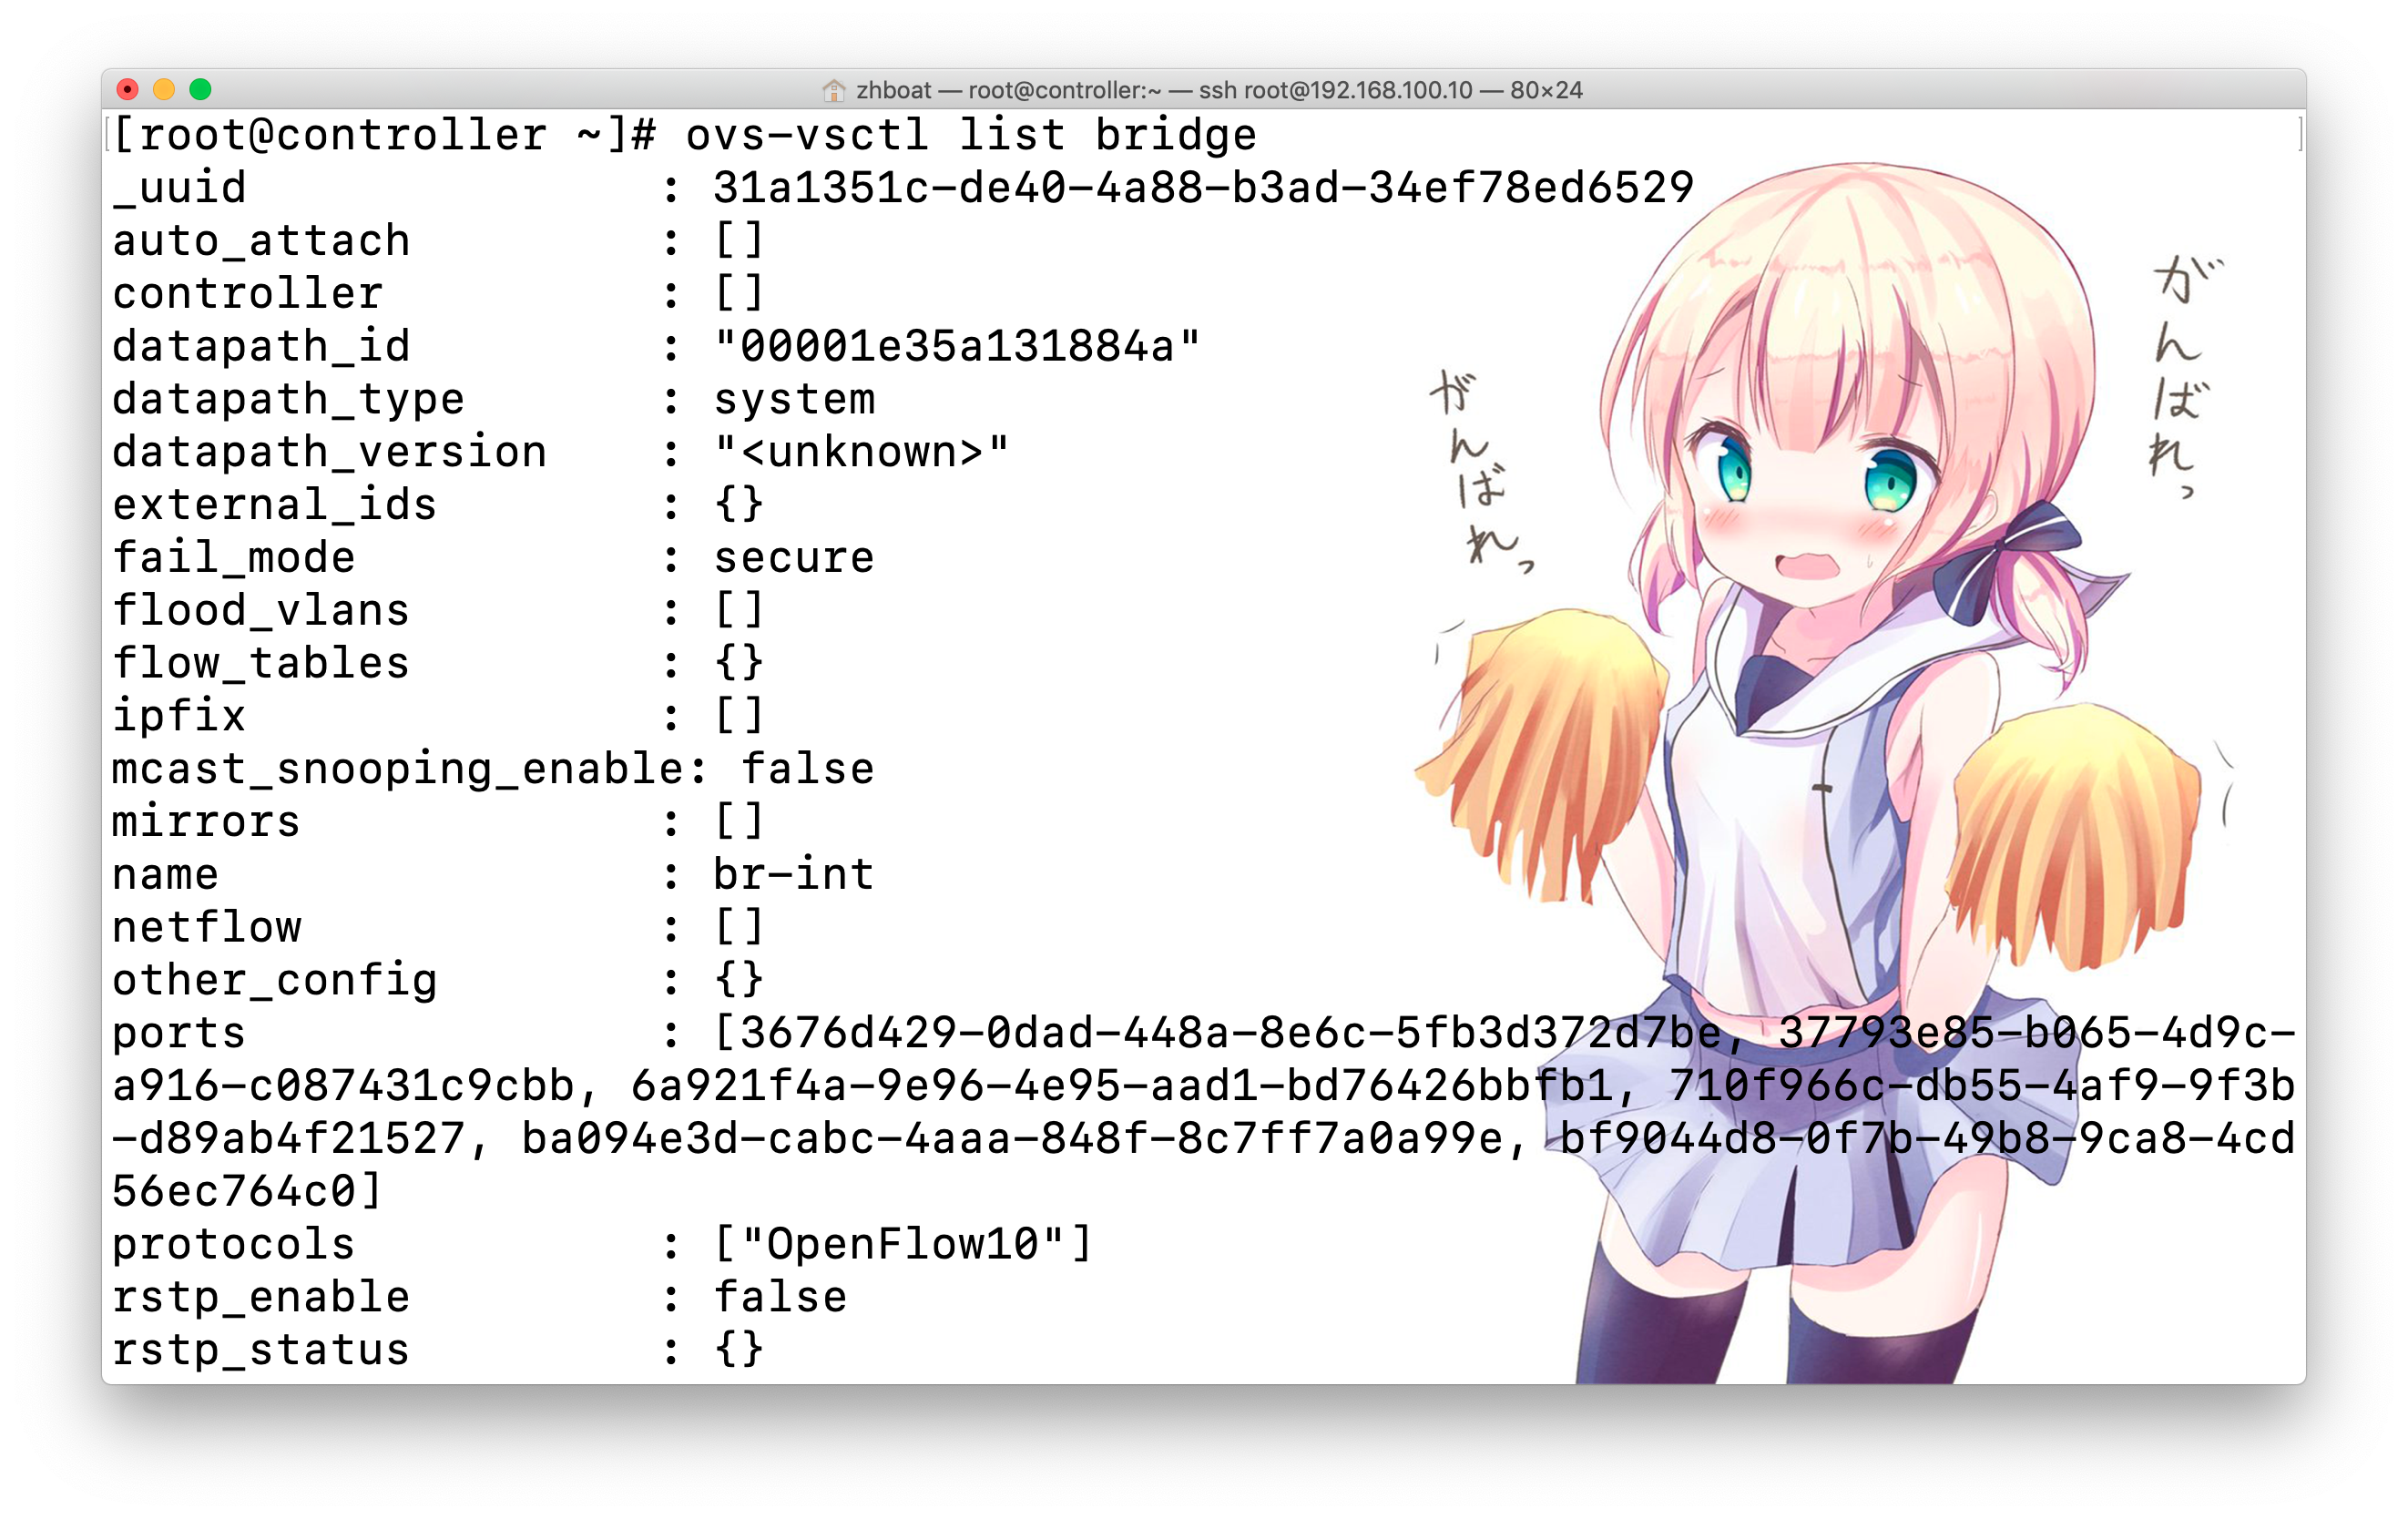 zhboat — root@controller:~ — ssh root@192.168.100.10 — 80×24
[root@controller ~]# ovs-vsctl list bridge
_uuid               : 31a1351c-de40-4a88-b3ad-34ef78ed6529
auto_attach         : []
controller          : []
datapath_id         : "00001e35a131884a"
datapath_type       : system
datapath_version    : "<unknown>"
external_ids        : {}
fail_mode           : secure
flood_vlans         : []
flow_tables         : {}
ipfix               : []
mcast_snooping_enable: false
mirrors             : []
name                : br-int
netflow             : []
other_config        : {}
ports               : [3676d429-0dad-448a-8e6c-5fb3d372d7be, 37793e85-b065-4d9c-
a916-c087431c9cbb, 6a921f4a-9e96-4e95-aad1-bd76426bbfb1, 710f966c-db55-4af9-9f3b
-d89ab4f21527, ba094e3d-cabc-4aaa-848f-8c7ff7a0a99e, bf9044d8-0f7b-49b8-9ca8-4cd
56ec764c0]
protocols           : ["OpenFlow10"]
rstp_enable         : false
rstp_status         : {}
がんばれっ
がんばれっ